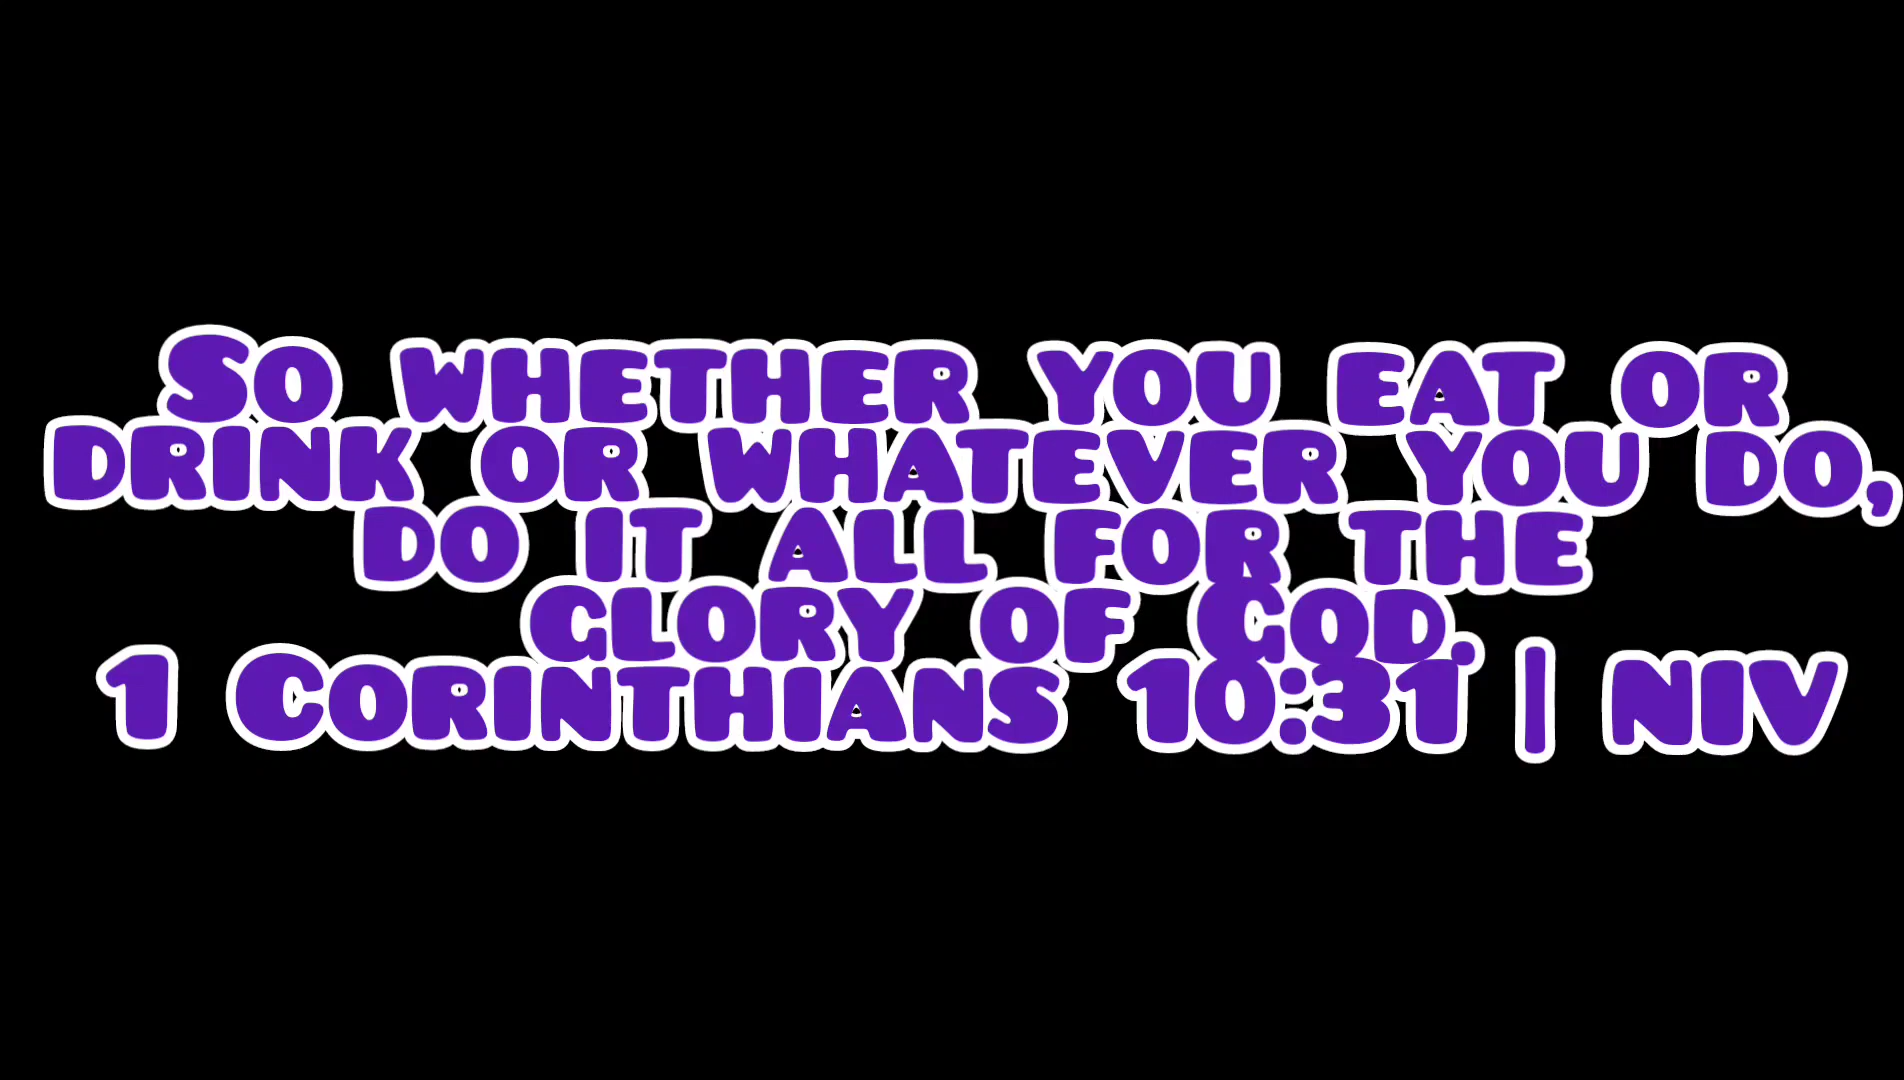 So whether you eat or
drink or whatever you do,
do it all for the
glory of God.
1 Corinthians 10:31 | NIV